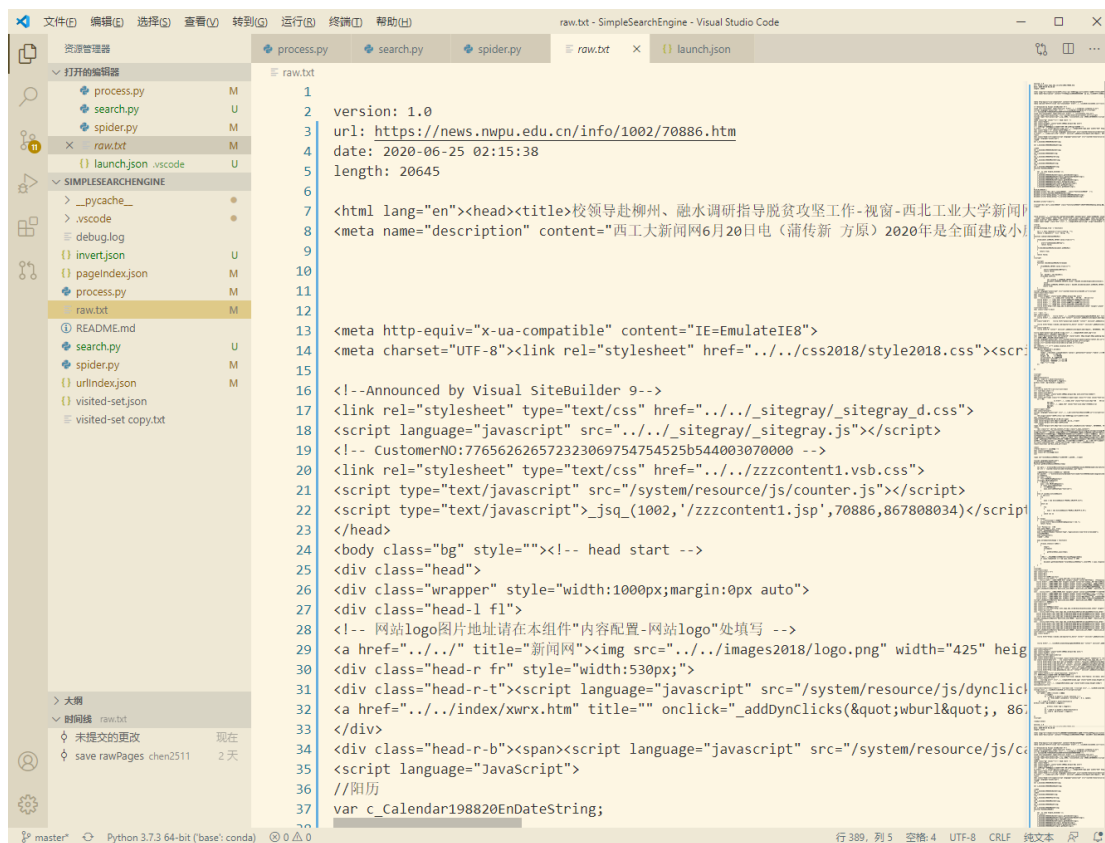 文件(F) 编辑(E) 选择(S) 查看(V) 转到(G) 运行(R) 终端(T) 帮助(H) raw.txt - SimpleSearchEngine - Visual Studio Code
资源管理器
process.py search.py spider.py raw.txt launch.json
打开的编辑器
process.py M
search.py U
spider.py M
raw.txt M
launch.json .vscode U
SIMPLESEARCHENGINE
__pycache__
.vscode
debug.log
invert.json U
pageIndex.json M
process.py M
raw.txt M
README.md
search.py U
spider.py M
urlIndex.json M
visited-set.json
visited-set copy.txt
大纲
时间线 raw.txt
未提交的更改 现在
save rawPages chen2511 2 天
11
raw.txt
1
2 version: 1.0
3 url: https://news.nwpu.edu.cn/info/1002/70886.htm
4 date: 2020-06-25 02:15:38
5 length: 20645
6
7 <html lang="en"><head><title>校领导赴柳州、融水调研指导脱贫攻坚工作-视窗-西北工业大学新闻网
8 <meta name="description" content="西工大新闻网6月20日电（蒲传新 方原）2020年是全面建成小
9
10
11
12
13 <meta http-equiv="x-ua-compatible" content="IE=EmulateIE8">
14 <meta charset="UTF-8"><link rel="stylesheet" href="../../css2018/style2018.css"><scri
15
16 <!--Announced by Visual SiteBuilder 9-->
17 <link rel="stylesheet" type="text/css" href="../../_sitegray/_sitegray_d.css">
18 <script language="javascript" src="../../_sitegray/_sitegray.js"></script>
19 <!-- CustomerNO:77656262657232306975475452​5b544003070000 -->
20 <link rel="stylesheet" type="text/css" href="../../zzzcontent1.vsb.css">
21 <script type="text/javascript" src="/system/resource/js/counter.js"></script>
22 <script type="text/javascript">_jsq_(1002,'/zzzcontent1.jsp',70886,867808034)</script
23 </head>
24 <body class="bg" style=""><!-- head start -->
25 <div class="head">
26 <div class="wrapper" style="width:1000px;margin:0px auto">
27 <div class="head-l fl">
28 <!-- 网站logo图片地址请在本组件"内容配置-网站logo"处填写 -->
29 <a href="../../" title="新闻网"><img src="../../images2018/logo.png" width="425" heig
30 <div class="head-r fr" style="width:530px;">
31 <div class="head-r-t"><script language="javascript" src="/system/resource/js/dynclick
32 <a href="../../index/xwrx.htm" title="" onclick="_addDynClicks(&quot;wburl&quot;, 867
33 </div>
34 <div class="head-r-b"><span><script language="javascript" src="/system/resource/js/ca
35 <script language="JavaScript">
36 //阳历
37 var c_Calendar198820EnDateString;
master* Python 3.7.3 64-bit ('base': conda) 0 0 行 389，列 5 空格: 4 UTF-8 CRLF 纯文本